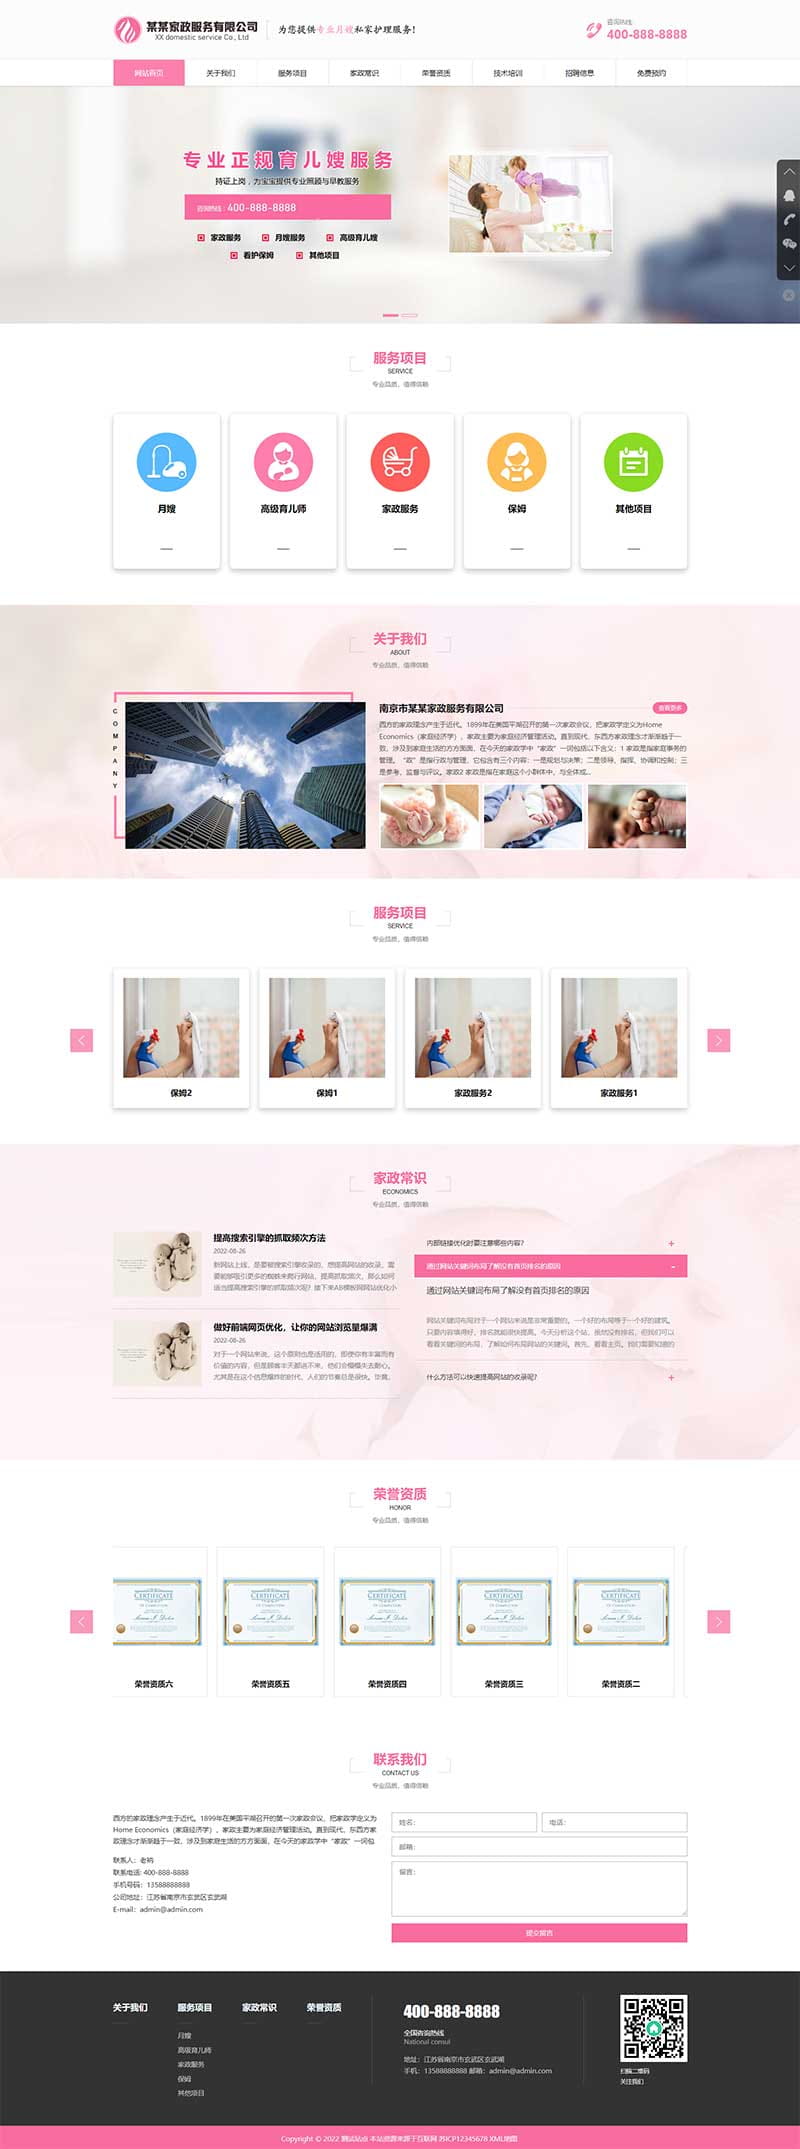 某某家政服务有限公司
XX domestic service Co., Ltd
为您提供专业月嫂私家护理服务!
咨询热线:
400-888-8888
网站首页
关于我们
服务项目
家政常识
荣誉资质
技术培训
招聘信息
免费预约
专业正规育儿嫂服务
持证上岗，为宝宝提供专业照顾与早教服务
咨询热线：400-888-8888
家政服务
月嫂服务
高级育儿嫂
看护保姆
其他项目
服务项目
SERVICE
专业品质，值得信赖
月嫂
高级育儿师
家政服务
保姆
其他项目
关于我们
ABOUT
专业品质，值得信赖
COMPANY
南京市某某家政服务有限公司
查看更多
西方的家政理念产生于近代。1899年在美国平湖召开的第一次家政会议，把家政学定义为Home
Economics（家庭经济学），家政主要为家庭经济管理活动。直到现代，东西方家政理念才渐渐趋于一
致，涉及到家庭生活的方方面面，在今天的家政学中“家政”一词包括以下含义：1 家政是指家庭事务的
管理。“政”是指行政与管理，它包含有三个内容：一是规划与决策；二是领导、指挥、协调和控制；三
是参考、监督与评议。家政2 家政是指在家庭这个小群体中，与全体成...
服务项目
SERVICE
专业品质，值得信赖
保姆2
保姆1
家政服务2
家政服务1
家政常识
ECONOMICS
专业品质，值得信赖
提高搜索引擎的抓取频次方法
2022-08-26
新网站上线，是要被搜索引擎收录的，想提高网站的收录，需
要能够吸引更多的蜘蛛来爬行网站，提高抓取频次，那么如何
适当提高搜索引擎的抓取频次呢？接下来AB模板网网站优化小
做好前端网页优化，让你的网站浏览量爆满
2022-08-26
对于一个网站来说，这个原则也是适用的，即使你有丰富而有
价值的内容，但是顾客半天都进不来，他们会慢慢失去耐心，
尤其是在这个信息爆炸的时代，人们的节奏总是很快。毕竟，
内部链接优化时要注意哪些内容?
通过网站关键词布局了解没有首页排名的原因
通过网站关键词布局了解没有首页排名的原因
网站关键词布局对于一个网站来说是非常重要的。一个好的布局等于一个好的建筑。
只要内容填得好，排名就能很快提高。今天分析这个站，虽然没有排名，但我们可以
看看关键词的布局，了解如何布局网站的关键词。首先，看看主页。我们需要知道的
什么方法可以快速提高网站的收录呢?
荣誉资质
HONOR
专业品质，值得信赖
CERTIFICATE
OF COMPLETION
CERTIFICATE
OF COMPLETION
CERTIFICATE
OF COMPLETION
CERTIFICATE
OF COMPLETION
CERTIFICATE
OF COMPLETION
荣誉资质六
荣誉资质五
荣誉资质四
荣誉资质三
荣誉资质二
联系我们
CONTACT US
专业品质，值得信赖
西方的家政理念产生于近代。1899年在美国平湖召开的第一次家政会议，把家政学定义为
Home Economics（家庭经济学），家政主要为家庭经济管理活动。直到现代，东西方家
政理念才渐渐趋于一致，涉及到家庭生活的方方面面，在今天的家政学中“家政”一词包
联系人：老衲
联系电话: 400-888-8888
手机号码：13588888888
公司地址：江苏省南京市玄武区玄武湖
E-mail：admin@admin.com
姓名：
电话：
邮箱：
留言：
提交留言
关于我们
服务项目
月嫂
高级育儿师
家政服务
保姆
其他项目
家政常识
荣誉资质
400-888-8888
全国咨询热线
National consul
地址：江苏省南京市玄武区玄武湖
手机：13588888888 邮箱：admin@admin.com
扫描二维码
关注我们
Copyright © 2022 测试站点 本站资源来源于互联网 苏ICP12345678 XML地图